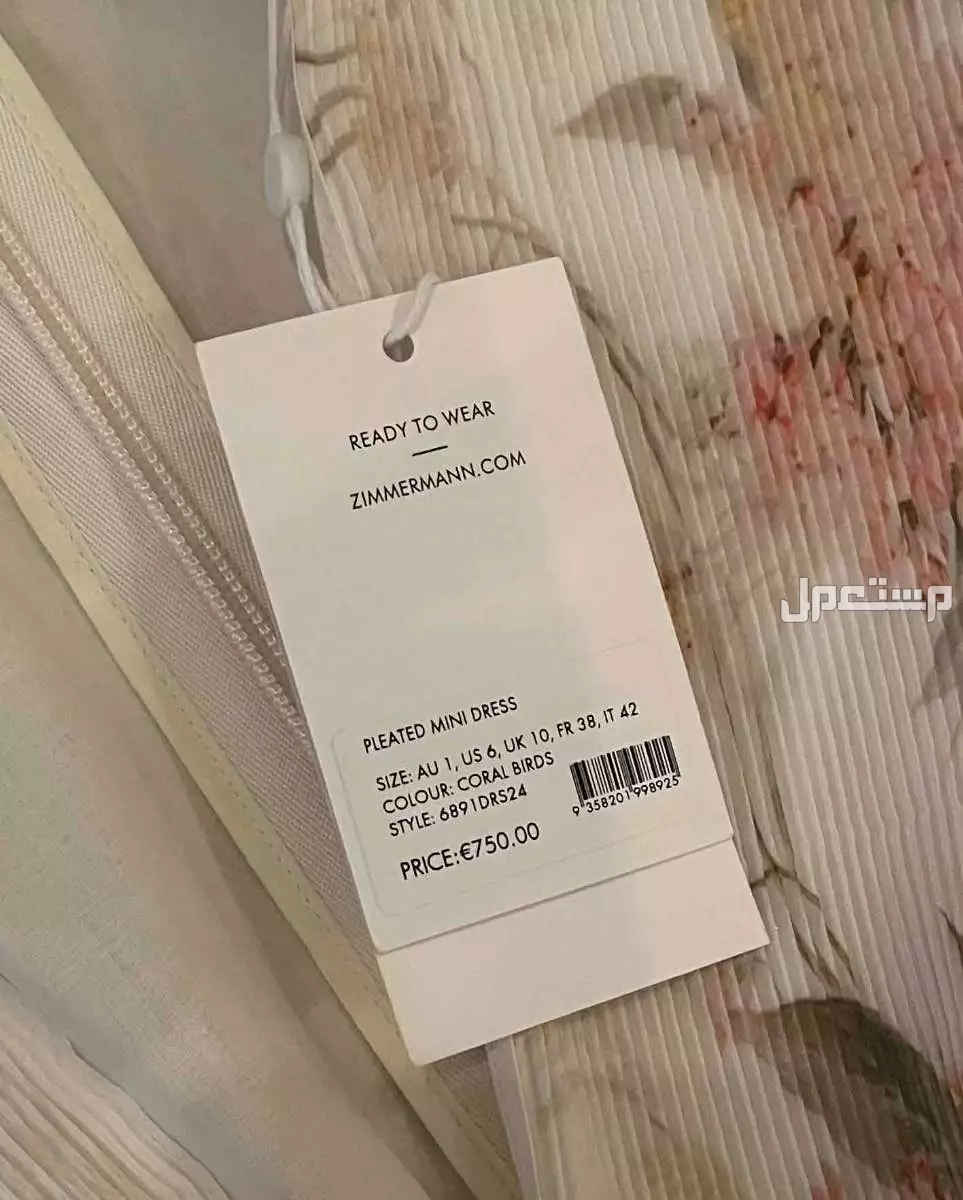 READY TO WEAR
ZIMMERMANN.COM
مستعمل
PLEATED MINI DRESS
SIZE: AU 1, US 6, UK 10, FR 38, IT 42
COLOUR: CORAL BIRDS
STYLE: 6891DRS24
9 358201 998925
PRICE:€750.00